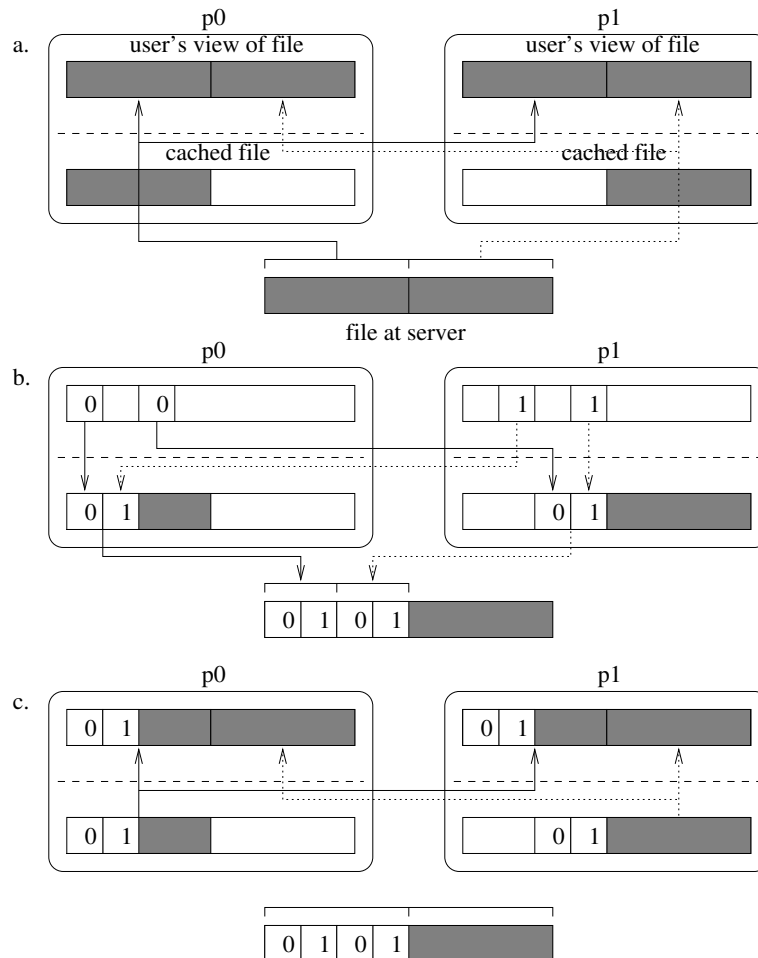 p0 p1
a. user's view of file user's view of file
cached file cached file
file at server
p0 p1
b.
0 0 1 1
0 1 0 1
0 1 0 1
p0 p1
c.
0 1 0 1
0 1 0 1
0 1 0 1